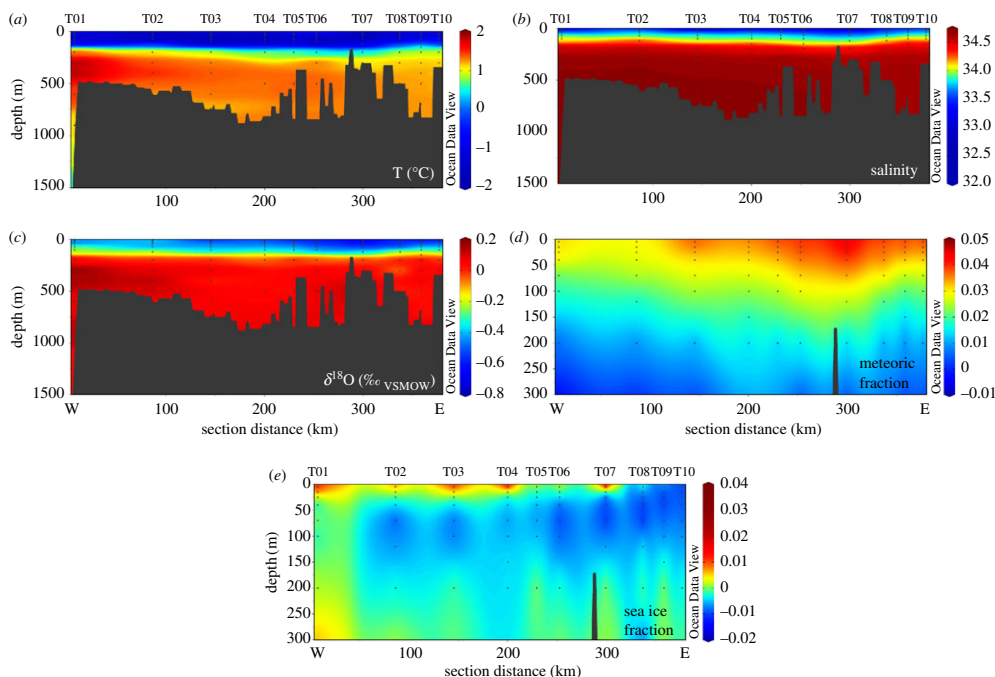 (a) T01 T02 T03 T04 T05 T06 T07 T08 T09 T10
0
500
1000
1500
depth (m)
100 200 300
T (°C)
Ocean Data View
2
1
0
–1
–2
(b) T01 T02 T03 T04 T05 T06 T07 T08 T09 T10
0
500
1000
1500
100 200 300
salinity
Ocean Data View
34.5
34.0
33.5
33.0
32.5
32.0
(c)
0
500
1000
1500
depth (m)
δ18O (‰ VSMOW)
W 100 200 300 E
section distance (km)
Ocean Data View
0.2
0
–0.2
–0.4
–0.6
–0.8
(d)
0
50
100
150
200
250
300
meteoric
fraction
W 100 200 300 E
section distance (km)
Ocean Data View
0.05
0.04
0.03
0.02
0.01
0
–0.01
(e) T01 T02 T03 T04 T05 T06 T07 T08 T09 T10
0
50
100
150
200
250
300
depth (m)
sea ice
fraction
W 100 200 300 E
section distance (km)
Ocean Data View
0.04
0.03
0.02
0.01
0
–0.01
–0.02